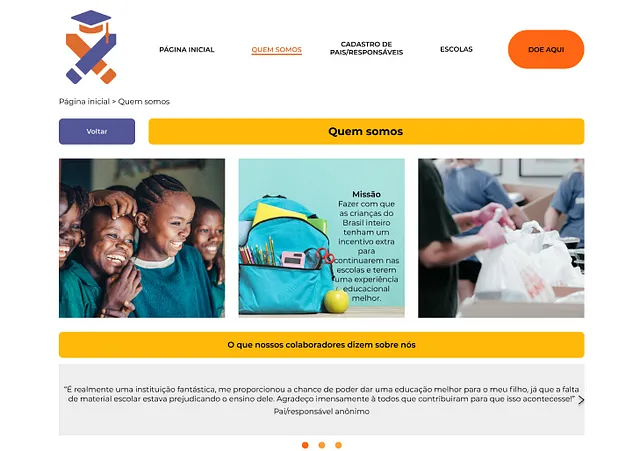 PÁGINA INICIAL
QUEM SOMOS
CADASTRO DE
PAIS/RESPONSÁVEIS
ESCOLAS
DOE AQUI
Página inicial > Quem somos
Voltar
Quem somos
Missão
Fazer com que
as crianças do
Brasil inteiro
tenham um
incentivo extra
para
continuarem nas
escolas e terem
uma experiência
educacional
melhor.
O que nossos colaboradores dizem sobre nós
"É realmente uma instituição fantástica, me proporcionou a chance de poder dar uma educação melhor para o meu filho, já que a falta
de material escolar estava prejudicando o ensino dele. Agradeço imensamente à todos que contribuiram para que isso acontecesse!"
Pai/responsável anônimo